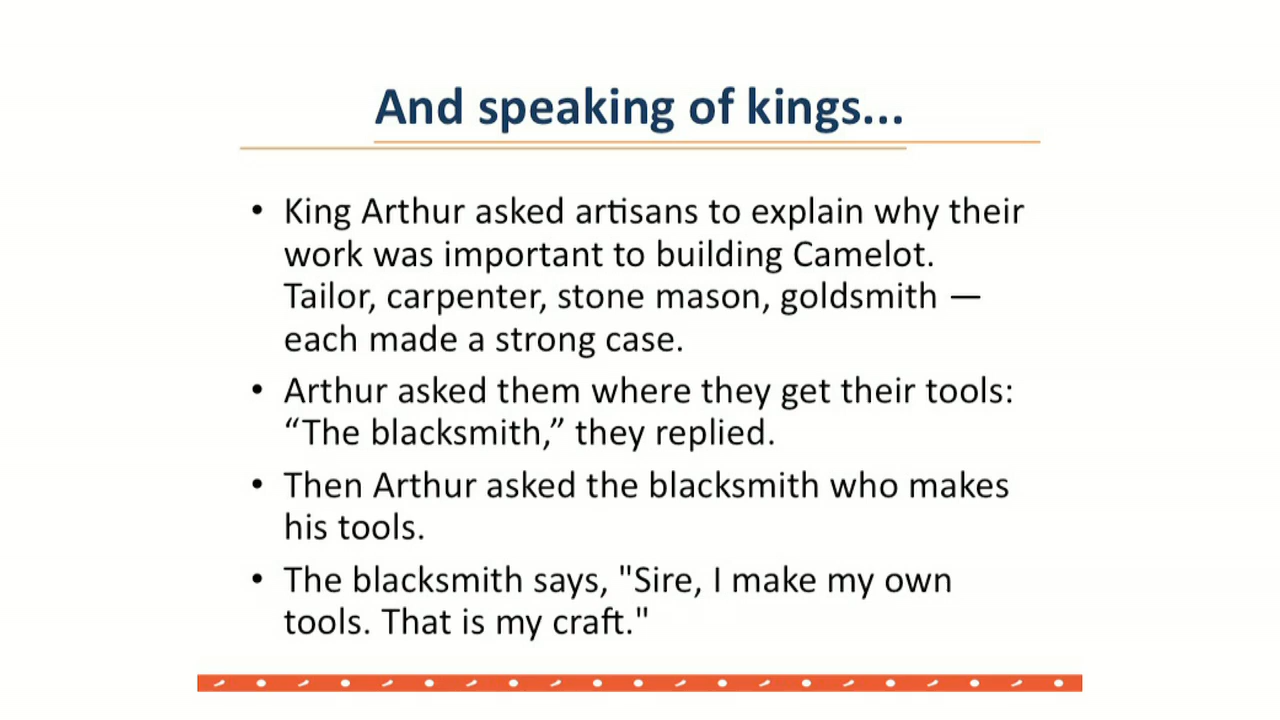 And speaking of kings...
• King Arthur asked artisans to explain why their
work was important to building Camelot.
Tailor, carpenter, stone mason, goldsmith —
each made a strong case.
• Arthur asked them where they get their tools:
“The blacksmith,” they replied.
• Then Arthur asked the blacksmith who makes
his tools.
• The blacksmith says, "Sire, I make my own
tools. That is my craft."